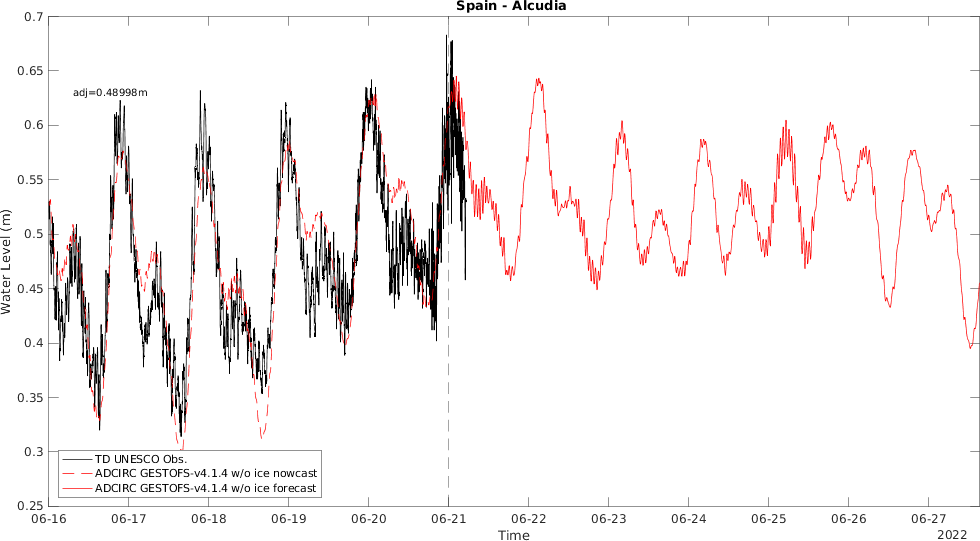 Spain - Alcudia
0.7
0.65
adj=0.48998m
0.6
0.55
0.5
Water Level (m)
0.45
0.4
0.35
0.3
TD UNESCO Obs.
ADCIRC GESTOFS-v4.1.4 w/o ice nowcast
ADCIRC GESTOFS-v4.1.4 w/o ice forecast
0.25
06-16 06-17 06-18 06-19 06-20 06-21 06-22 06-23 06-24 06-25 06-26 06-27
Time
2022